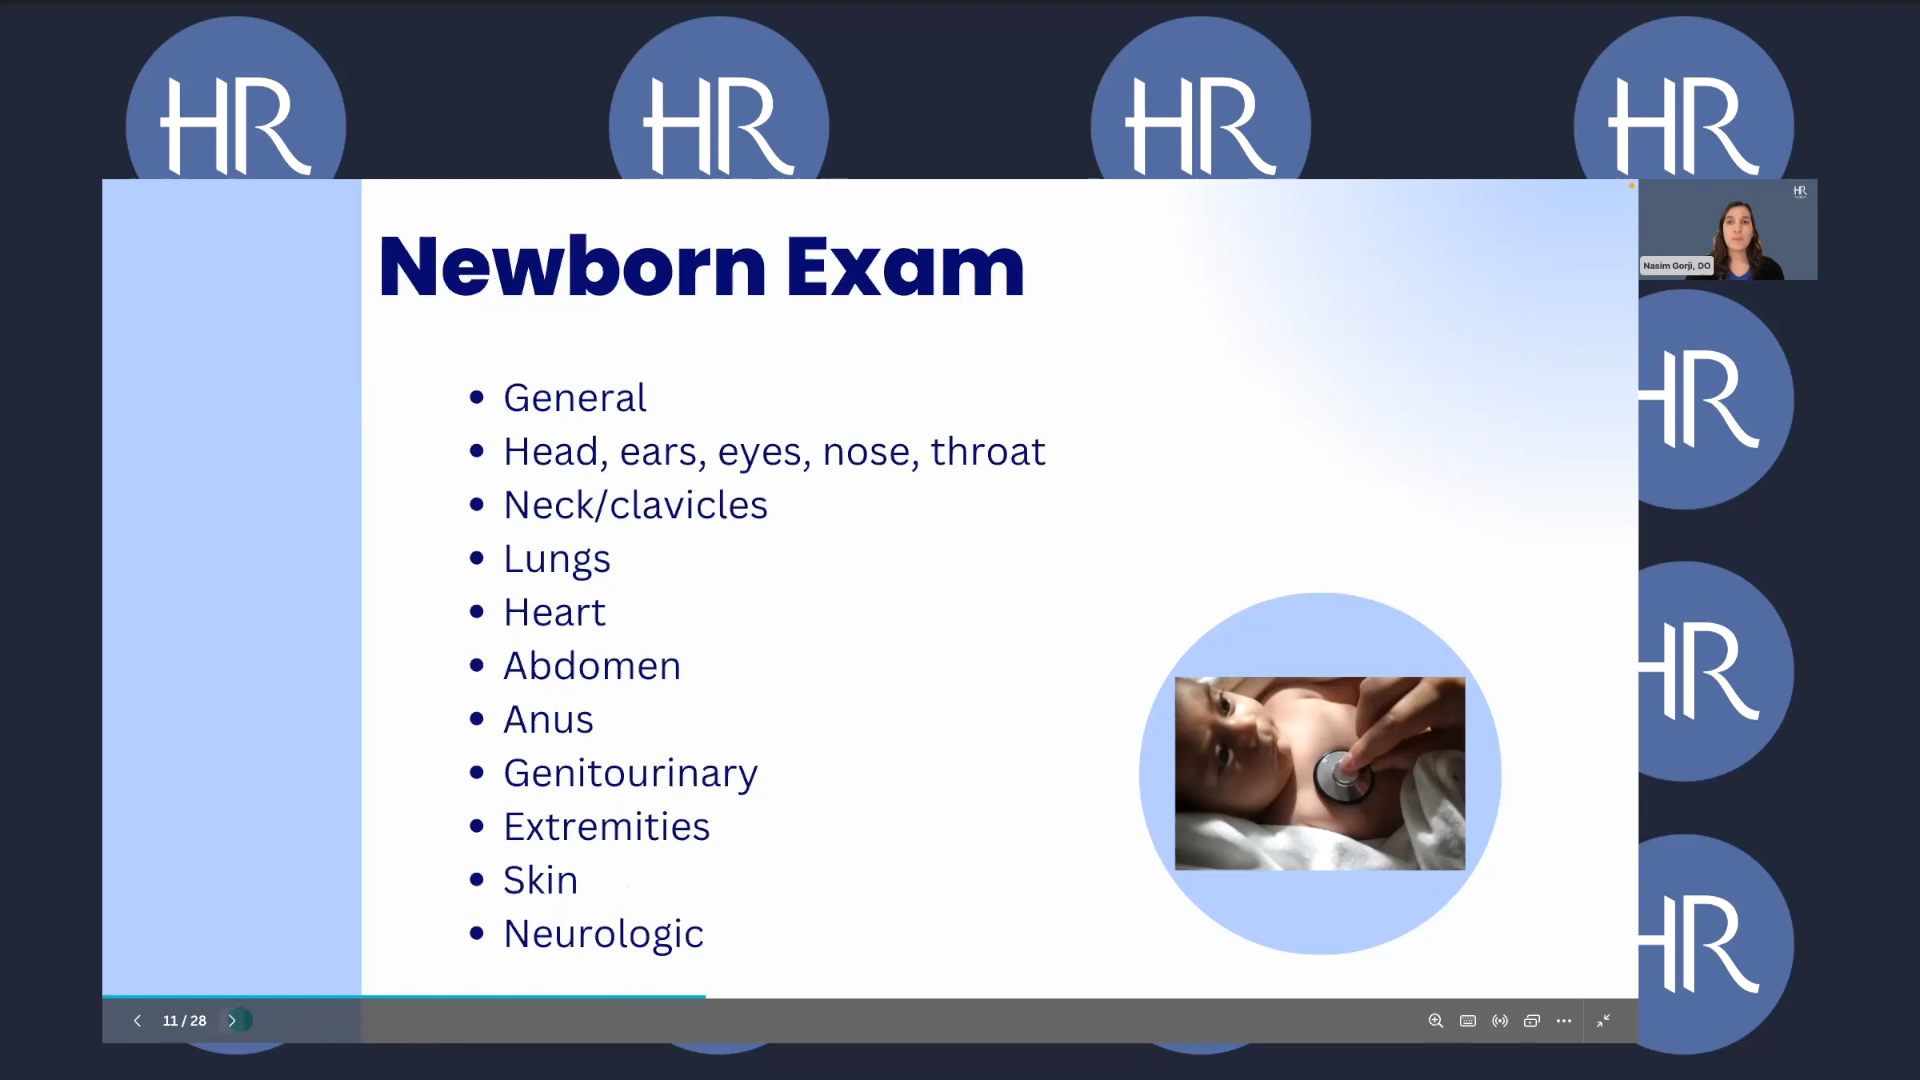 HR
HR
HR
HR
Newborn Exam
HR
Nasim Gorji, DO
• General
• Head, ears, eyes, nose, throat
• Neck/clavicles
• Lungs
• Heart
• Abdomen
• Anus
• Genitourinary
• Extremities
• Skin
• Neurologic
HR
HR
HR
11 / 28